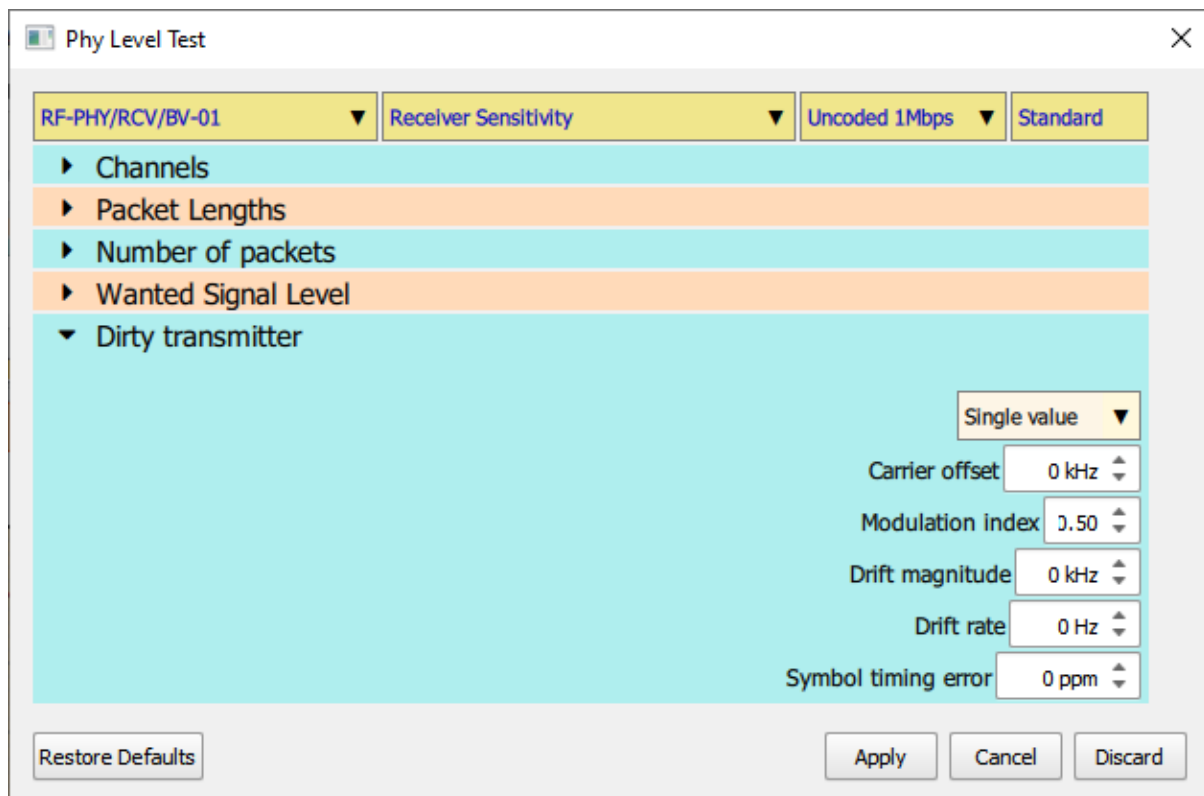 Phy Level Test
RF-PHY/RCV/BV-01 Receiver Sensitivity Uncoded 1Mbps Standard
Channels
Packet Lengths
Number of packets
Wanted Signal Level
Dirty transmitter
Single value
Carrier offset 0 kHz
Modulation index 0.50
Drift magnitude 0 kHz
Drift rate 0 Hz
Symbol timing error 0 ppm
Restore Defaults Apply Cancel Discard